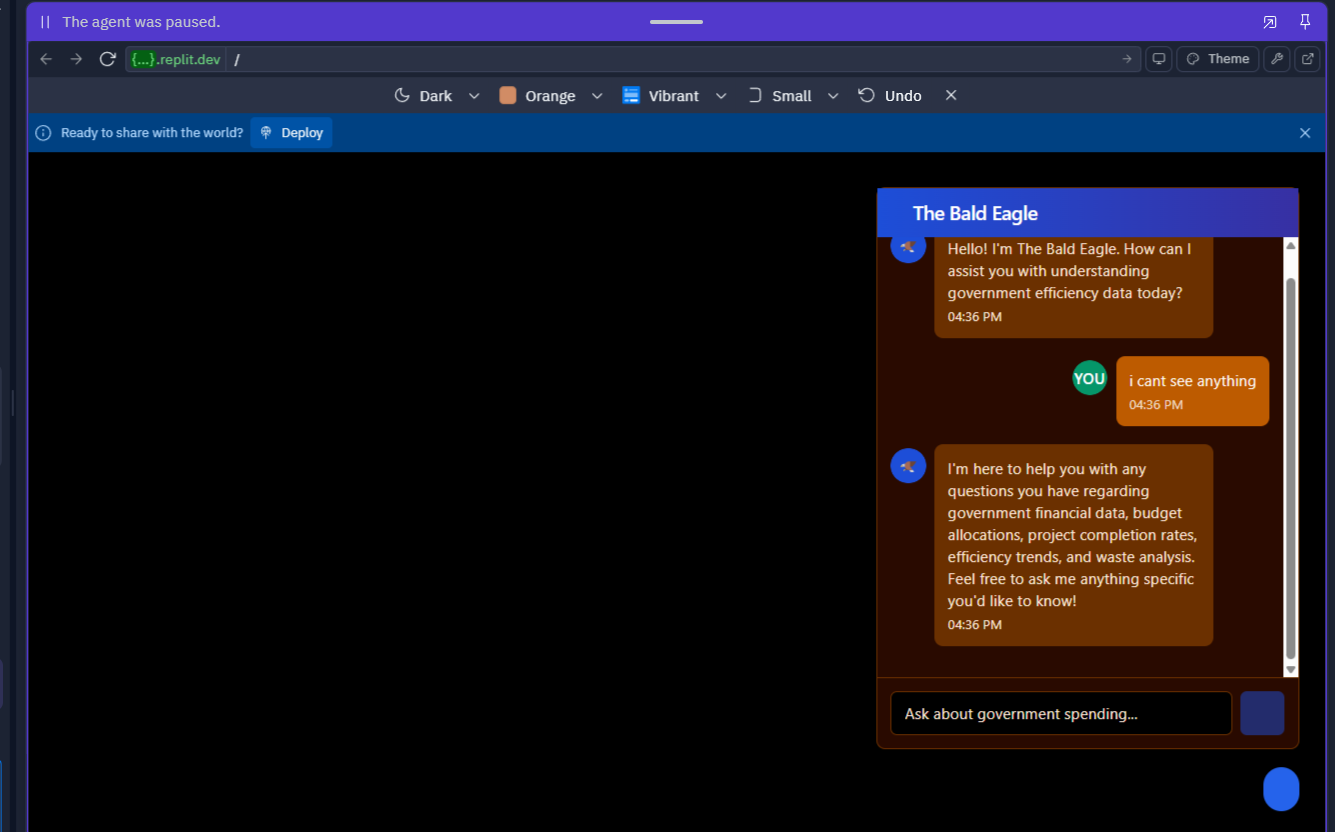 The agent was paused.
{...}.replit.dev /
Theme
Dark
Orange
Vibrant
Small
Undo
Ready to share with the world?
Deploy
The Bald Eagle
Hello! I'm The Bald Eagle. How can I
assist you with understanding
government efficiency data today?
04:36 PM
YOU
i cant see anything
04:36 PM
I'm here to help you with any
questions you have regarding
government financial data, budget
allocations, project completion rates,
efficiency trends, and waste analysis.
Feel free to ask me anything specific
you'd like to know!
04:36 PM
Ask about government spending...